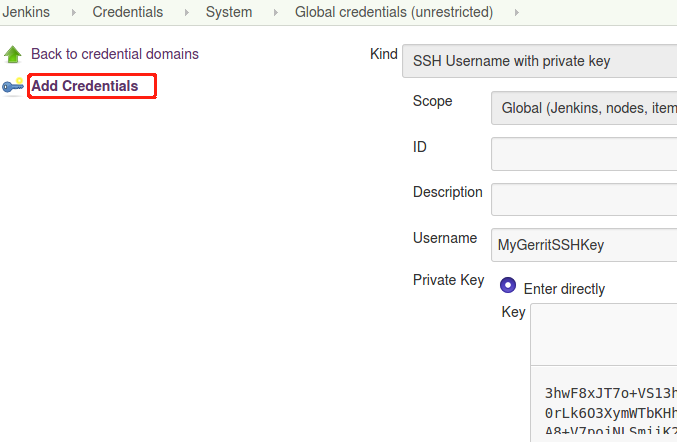 Jenkins Credentials System Global credentials (unrestricted)
Back to credential domains
Add Credentials
Kind SSH Username with private key
Scope Global (Jenkins, nodes, item
ID
Description
Username MyGerritSSHKey
Private Key Enter directly
Key
3hwF8xJT7o+VS13h
0rLk6O3XymWTbKHh